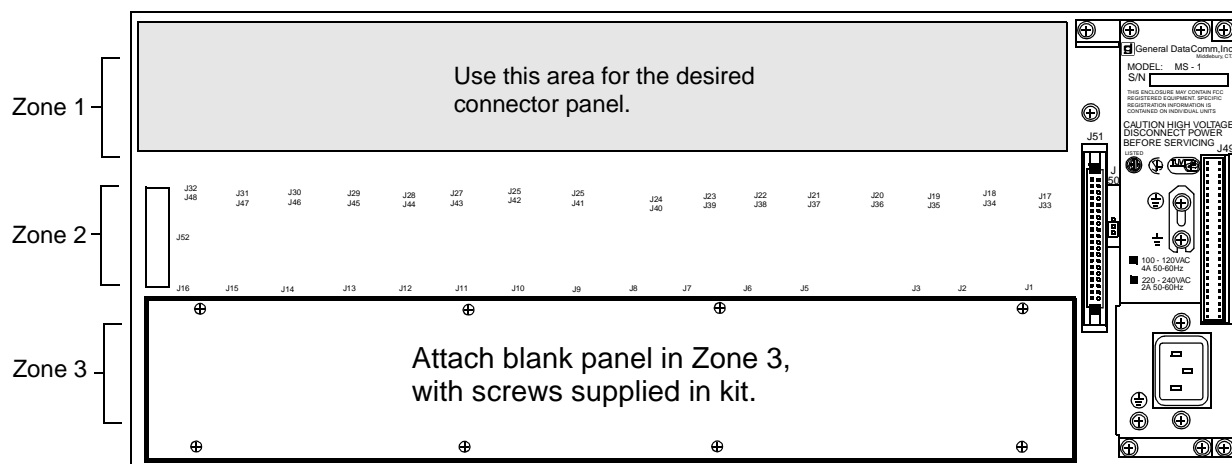 Zone 1
Use this area for the desired
connector panel.
General DataComm,Inc
Middlebury, CT.
MODEL: MS - 1
S/N
THIS ENCLOSURE MAY CONTAIN FCC
REGISTERED EQUIPMENT. SPECIFIC
REGISTRATION INFORMATION IS
CONTAINED ON INDIVIDUAL UNITS
CAUTION HIGH VOLTAGE
DISCONNECT POWER
BEFORE SERVICING
LISTED
J51
J49
J
50
Zone 2
J32 J31 J30 J29 J28 J27 J25 J25 J24 J23 J22 J21 J20 J19 J18 J17
J48 J47 J46 J45 J44 J43 J42 J41 J40 J39 J38 J37 J36 J35 J34 J33
J52
J16 J15 J14 J13 J12 J11 J10 J9 J8 J7 J6 J5 J3 J2 J1
100 - 120VAC
4A 50-60Hz
220 - 240VAC
2A 50-60Hz
Zone 3
Attach blank panel in Zone 3,
with screws supplied in kit.